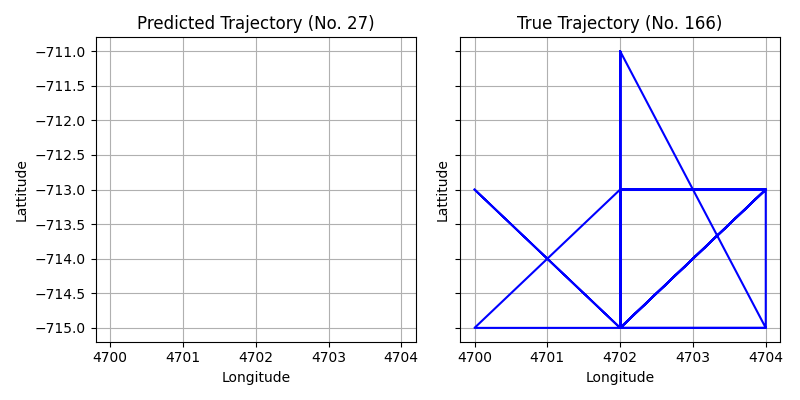 Predicted Trajectory (No. 27)
True Trajectory (No. 166)
−711.0
−711.5
−712.0
−712.5
−713.0
−713.5
−714.0
−714.5
−715.0
Lattitude
Lattitude
4700 4701 4702 4703 4704
4700 4701 4702 4703 4704
Longitude
Longitude